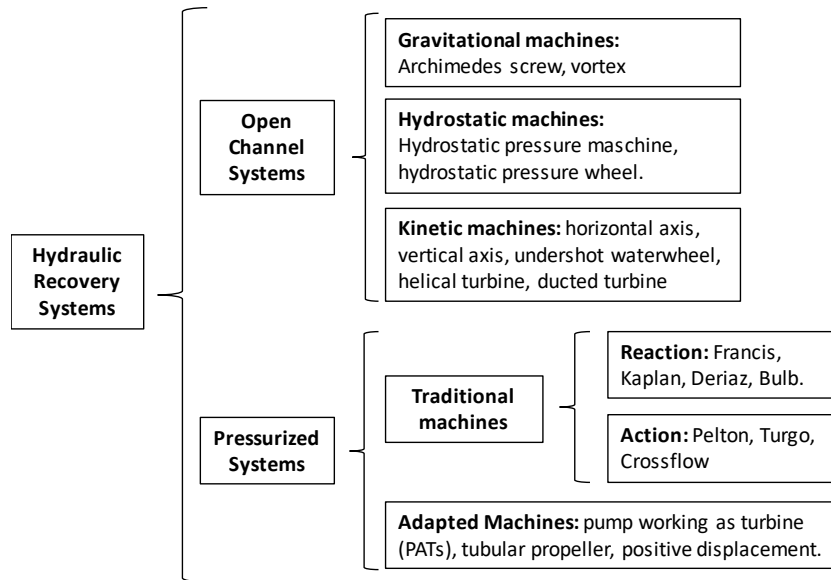 Hydraulic
Recovery
Systems
Open
Channel
Systems
Gravitational machines:
Archimedes screw, vortex
Hydrostatic machines:
Hydrostatic pressure maschine,
hydrostatic pressure wheel.
Kinetic machines: horizontal axis,
vertical axis, undershot waterwheel,
helical turbine, ducted turbine
Pressurized
Systems
Traditional
machines
Reaction: Francis,
Kaplan, Deriaz, Bulb.
Action: Pelton, Turgo,
Crossflow
Adapted Machines: pump working as turbine
(PATs), tubular propeller, positive displacement.